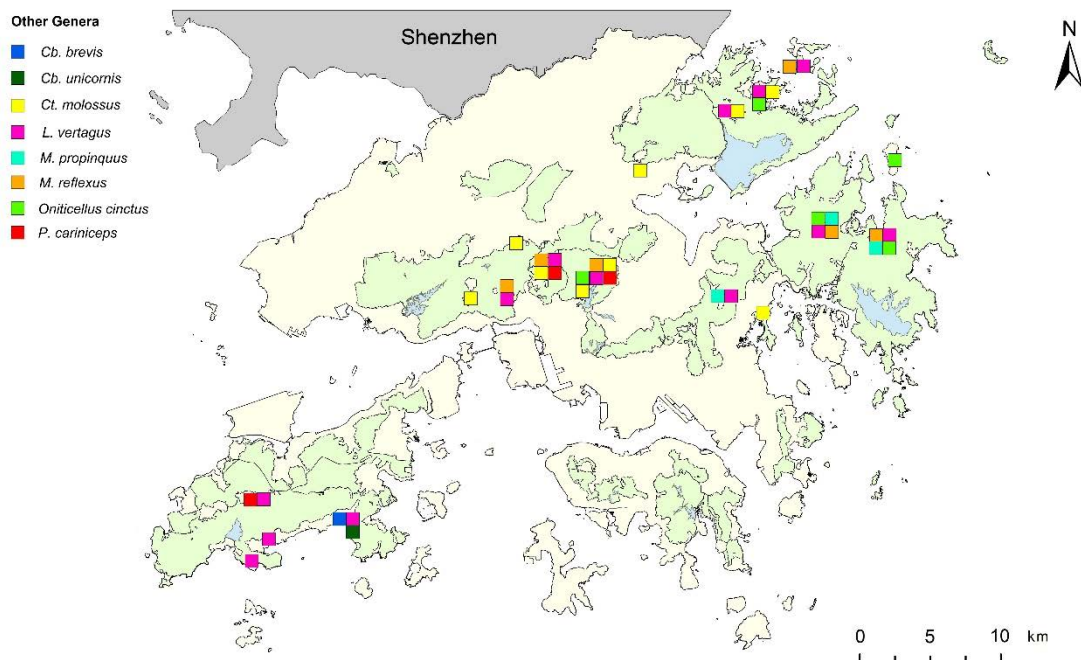 Other Genera
Cb. brevis
Cb. unicornis
Ct. molossus
L. vertagus
M. propinquus
M. reflexus
Oniticellus cinctus
P. cariniceps
Shenzhen
N
0 5 10 km